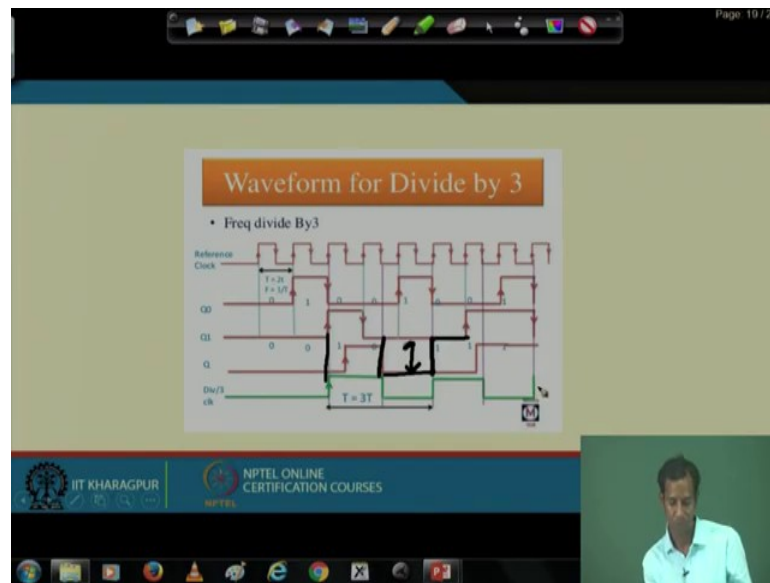 Page: 19/2
Waveform for Divide by 3
• Freq divide By3
Reference
Clock
T = 2t
F = 1/T
0 1 0 0 1 0 0 1
Q0
Q1
0 0 1 0 1 1
Q
Div/3
clk
T = 3T
IIT KHARAGPUR
NPTEL
NPTEL ONLINE
CERTIFICATION COURSES